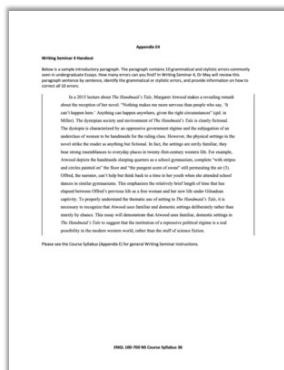 Appendix E4
Writing Seminar 4 Handout
Below is a sample introductory paragraph. The paragraph contains 10 grammatical and stylistic errors commonly
seen in undergraduate Essays. How many errors can you find? In Writing Seminar 4, Dr May will review this
paragraph sentence by sentence, identify the grammatical or stylistic errors, and provide information on how to
correct all 10 errors.
In a 2015 lecture about The Handmaid's Tale, Margaret Atwood makes a revealing remark
about the reception of her novel. "Nothing makes me more nervous than people who say, 'It
can't happen here.' Anything can happen anywhere, given the right circumstances" (qtd. in
Miller). The dystopian society and environment of The Handmaid's Tale is clearly fictional.
The dystopia is characterized by an oppressive government regime and the subjugation of an
underclass of women to be handmaids for the ruling class. However, the physical settings in the
novel strike the reader as anything but fictional. In fact, the settings are eerily familiar, they
bear strong resemblances to everyday places in twenty-first-century western life. For example,
Atwood depicts the handmaids sleeping quarters as a school gymnasium, complete "with stripes
and circles painted on" the floor and "the pungent scent of sweat" still permeating the air (3).
Offred, the narrator, can't help but think back to a time in her youth when she attended school
dances in similar gymnasiums. This emphasizes the relatively brief length of time that has
elapsed between Offred's previous life as a free woman and her new life under Gileadean
captivity. To properly understand the thematic use of setting in The Handmaid's Tale, it is
necessary to recognize that Atwood uses familiar and domestic settings deliberately rather than
merely by chance. This essay will demonstrate that Atwood uses familiar, domestic settings in
The Handmaid's Tale to suggest that the institution of a repressive political regime is a real
possibility in the modern western world, rather than the stuff of science fiction.
Please see the Course Syllabus (Appendix E) for general Writing Seminar instructions.
ENGL 100-700 NS Course Syllabus 36